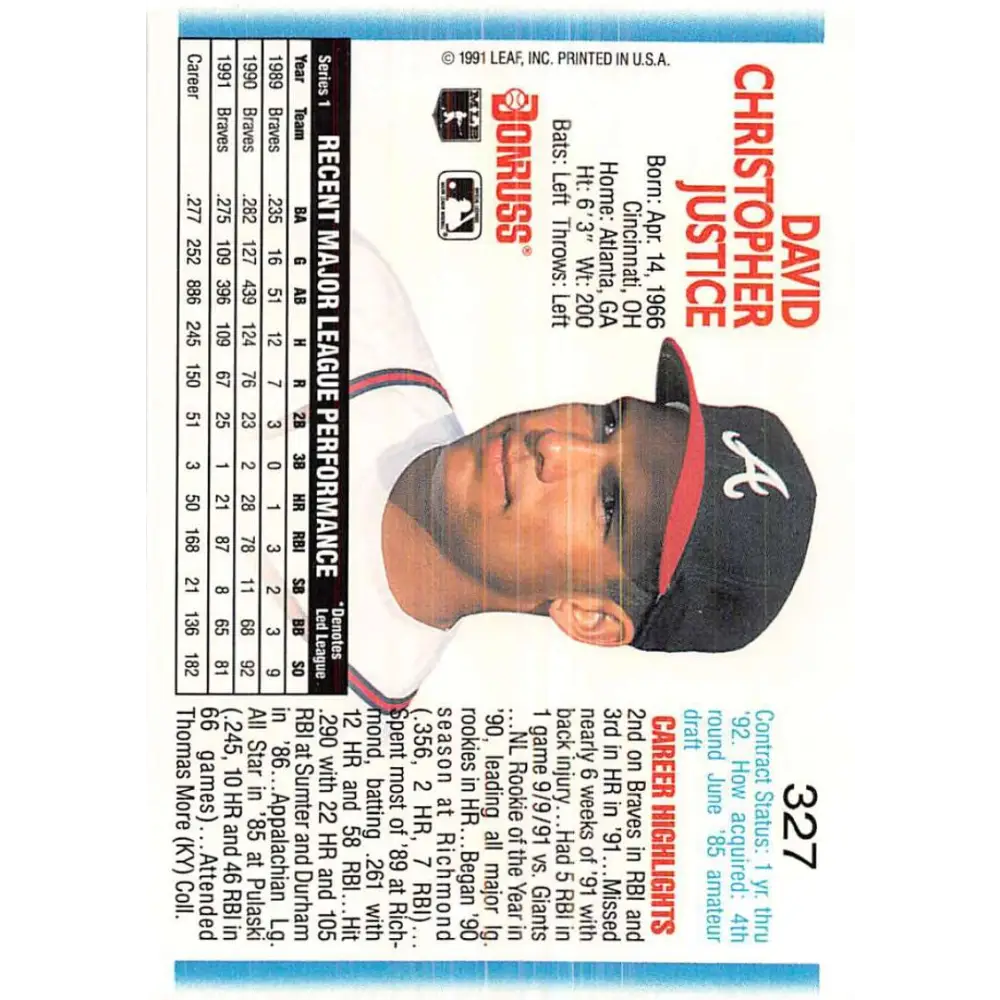 327
DAVID
CHRISTOPHER
JUSTICE
Born: Apr. 14, 1966
Cincinnati, OH
Home: Atlanta, GA
Ht: 6'3" Wt: 200
Bats: Left Throws: Left
DONRUSS®
MLB
© 1991 LEAF, INC. PRINTED IN U.S.A.
A
Contract Status: 1 yr. thru
'92. How acquired: 4th
round June '85 amateur
draft
CAREER HIGHLIGHTS
2nd on Braves in RBI and
3rd in HR in '91...Missed
nearly 6 weeks of '91 with
back injury...Had 5 RBI in
1 game 9/9/91 vs. Giants
...NL Rookie of the Year in
'90, leading all major lg.
rookies in HR...Began '90
season at Richmond
(.356, 2 HR, 7 RBI)...
Spent most of '89 at Rich-
mond, batting .261 with
12 HR and 58 RBI...Hit
.290 with 22 HR and 105
RBI at Sumter and Durham
in '86...Appalachian Lg.
All Star in '85 at Pulaski
(.245, 10 HR and 46 RBI in
66 games)...Attended
Thomas More (KY) Coll.
Series 1 RECENT MAJOR LEAGUE PERFORMANCE *Denotes Led League
Year Team BA G AB H R 2B 3B HR RBI SB BB SO
1989 Braves .235 16 51 12 7 3 0 1 3 2 3 9
1990 Braves .282 127 439 124 76 23 2 28 78 11 68 92
1991 Braves .275 109 396 109 67 25 1 21 87 8 65 81
Career .277 252 886 245 150 51 3 50 168 21 136 182